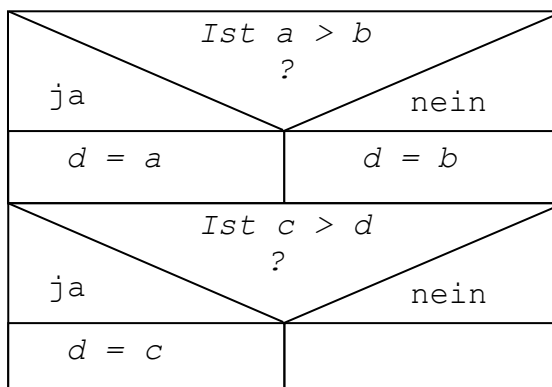 Ist a > b
?
ja
nein
d = a
d = b
Ist c > d
?
ja
nein
d = c